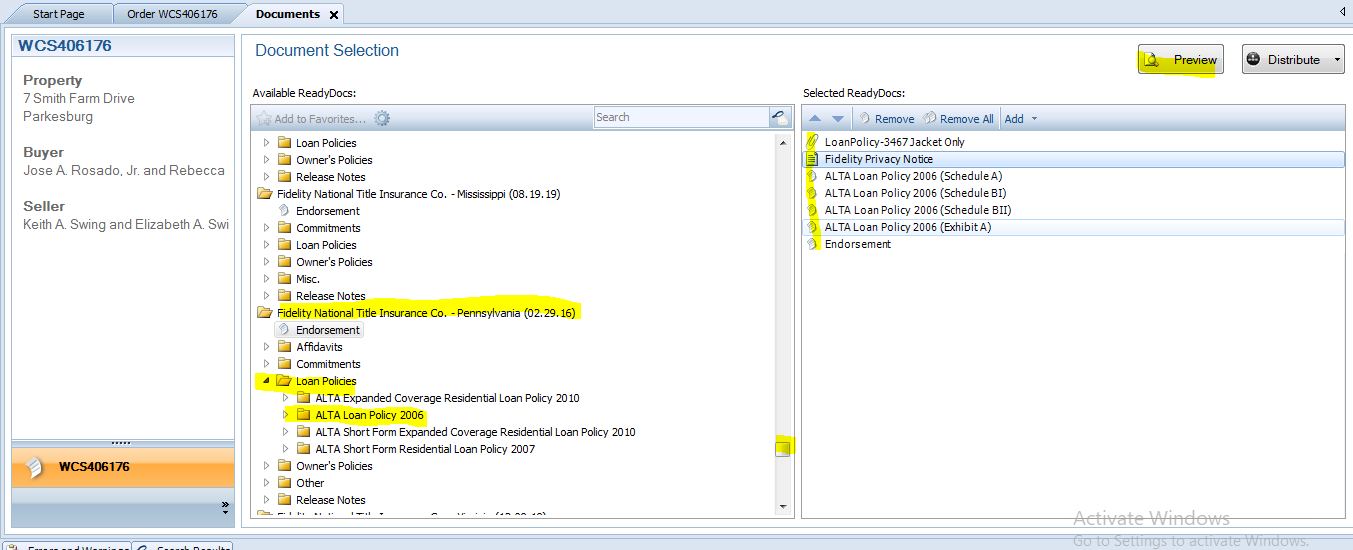 Start Page
Order WCS406176
Documents
WCS406176
Property
7 Smith Farm Drive
Parkesburg
Buyer
Jose A. Rosado, Jr. and Rebecca
Seller
Keith A. Swing and Elizabeth A. Swi
WCS406176
Document Selection
Preview
Distribute
Available ReadyDocs:
Add to Favorites...
Search
Loan Policies
Owner's Policies
Release Notes
Fidelity National Title Insurance Co. - Mississippi (08.19.19)
Endorsement
Commitments
Loan Policies
Owner's Policies
Misc.
Release Notes
Fidelity National Title Insurance Co. - Pennsylvania (02.29.16)
Endorsement
Affidavits
Commitments
Loan Policies
ALTA Expanded Coverage Residential Loan Policy 2010
ALTA Loan Policy 2006
ALTA Short Form Expanded Coverage Residential Loan Policy 2010
ALTA Short Form Residential Loan Policy 2007
Owner's Policies
Other
Release Notes
Fidelity National Title Insurance Co.
Selected ReadyDocs:
Remove
Remove All
Add
LoanPolicy-3467 Jacket Only
Fidelity Privacy Notice
ALTA Loan Policy 2006 (Schedule A)
ALTA Loan Policy 2006 (Schedule BI)
ALTA Loan Policy 2006 (Schedule BII)
ALTA Loan Policy 2006 (Exhibit A)
Endorsement
Activate Windows
Go to Settings to activate Windows.
Errors and Warnings
Search Results